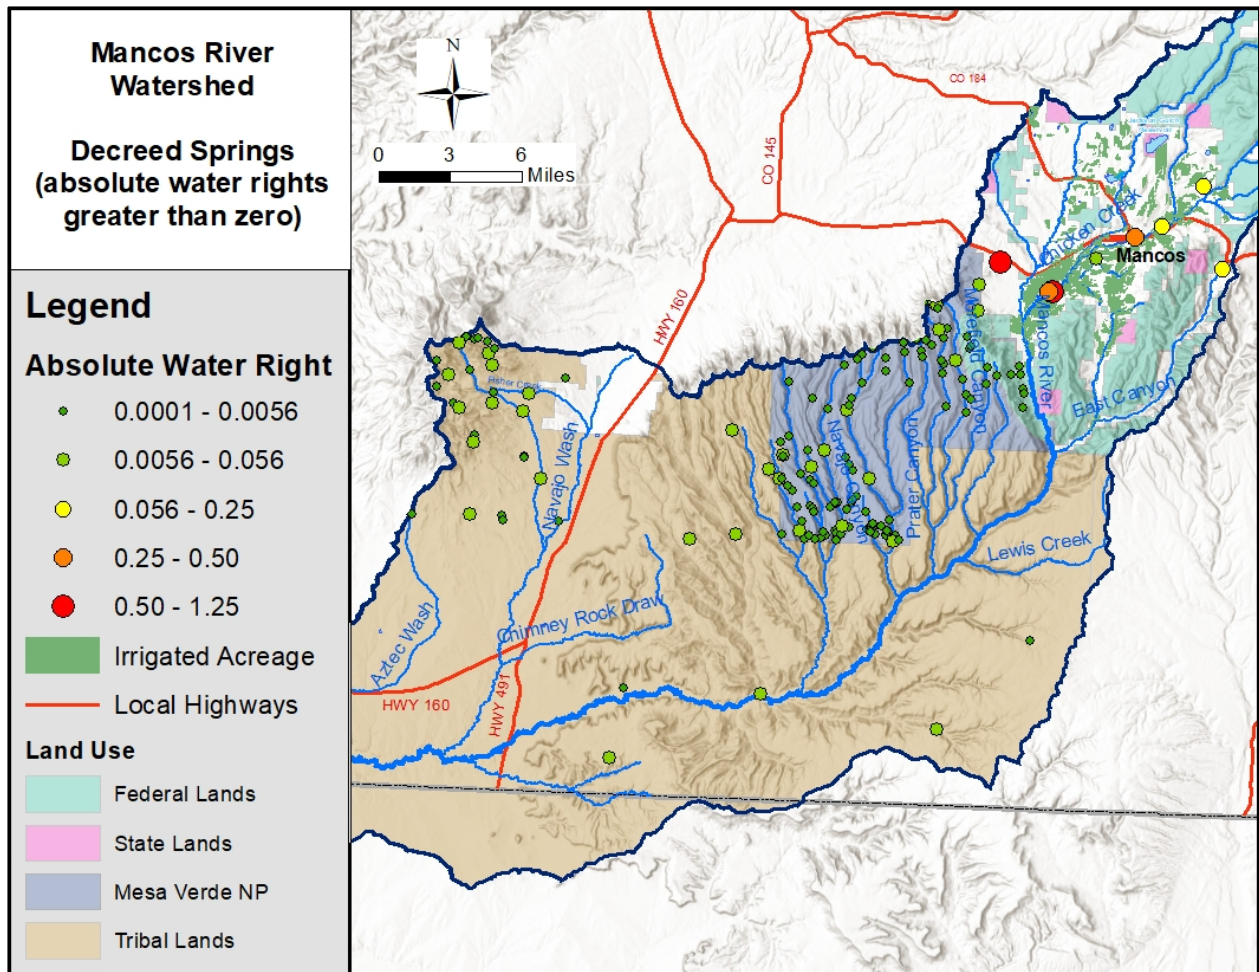 Mancos River
Watershed
Decreed Springs
(absolute water rights
greater than zero)
Legend
Absolute Water Right
0.0001 - 0.0056
0.0056 - 0.056
0.056 - 0.25
0.25 - 0.50
0.50 - 1.25
Irrigated Acreage
Local Highways
Land Use
Federal Lands
State Lands
Mesa Verde NP
Tribal Lands
N
0 3 6
Miles
CO 184
CO 145
HWY 160
Chicken Creek
Mancos
Mancos River
Morefield Canyon
East Canyon
Prater Canyon
Navajo Canyon
Navajo Wash
Lewis Creek
Chimney Rock Draw
Aztec Wash
HWY 160
HWY 491